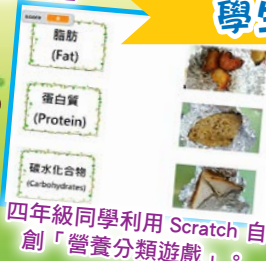 學生
脂肪
(Fat)
蛋白質
(Protein)
碳水化合物
(Carbohydrates)
四年級同學利用 Scratch 自
創「營養分類遊戲」。